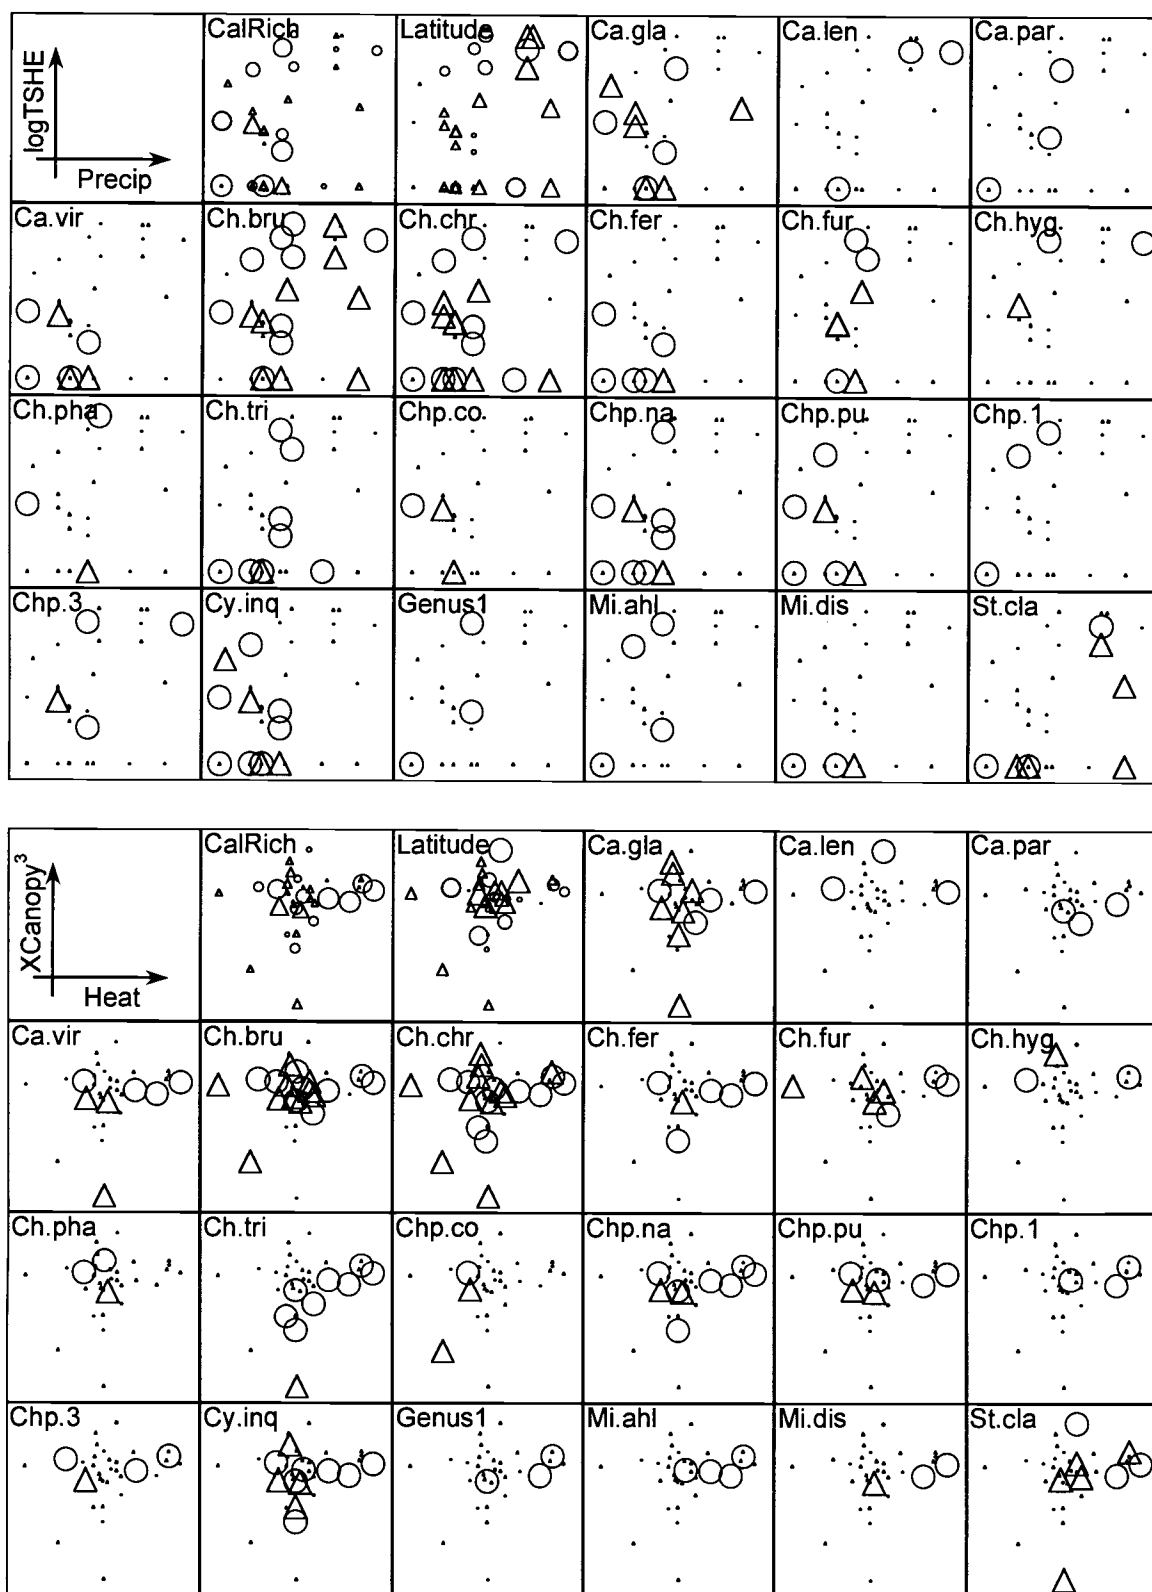 logTSHE
Precip
CalRich
Latitude
Ca.gla
Ca.len
Ca.par
Ca.vir
Ch.bru
Ch.chr
Ch.fer
Ch.fur
Ch.hyg
Ch.pha
Ch.tri
Chp.co
Chp.na
Chp.pu
Chp.1
Chp.3
Cy.inq
Genus1
Mi.ahl
Mi.dis
St.cla
XCanopy³
Heat
CalRich
Latitude
Ca.gla
Ca.len
Ca.par
Ca.vir
Ch.bru
Ch.chr
Ch.fer
Ch.fur
Ch.hyg
Ch.pha
Ch.tri
Chp.co
Chp.na
Chp.pu
Chp.1
Chp.3
Cy.inq
Genus1
Mi.ahl
Mi.dis
St.cla